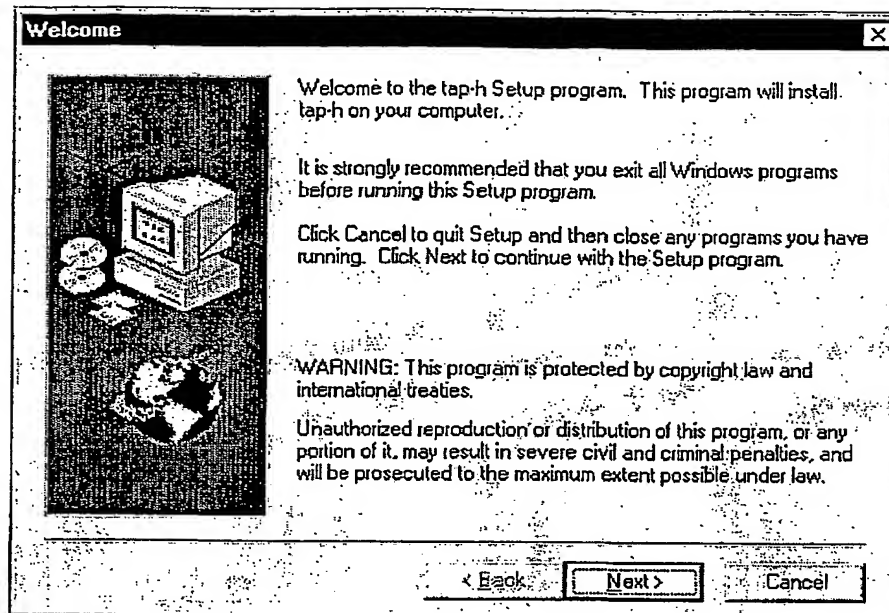 Welcome
Welcome to the tap-h Setup program. This program will install
tap-h on your computer.
It is strongly recommended that you exit all Windows programs
before running this Setup program.
Click Cancel to quit Setup and then close any programs you have
running. Click Next to continue with the Setup program.
WARNING: This program is protected by copyright law and
international treaties.
Unauthorized reproduction or distribution of this program, or any
portion of it, may result in severe civil and criminal penalties, and
will be prosecuted to the maximum extent possible under law.
< Back
Next >
Cancel